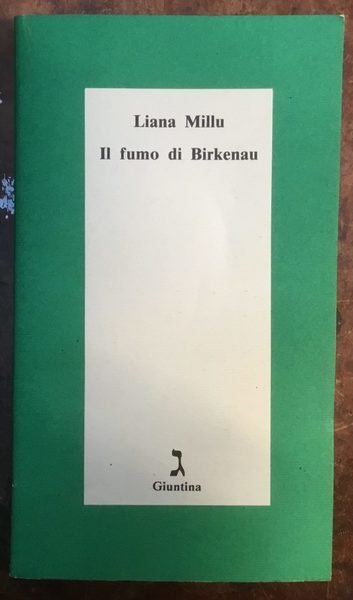 Liana Millu
Il fumo di Birkenau
ג
Giuntina